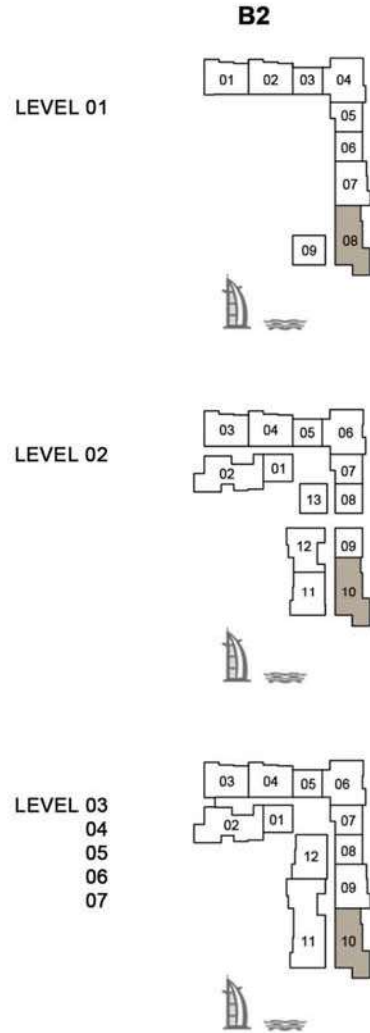 B2
LEVEL 01
01 02 03 04
05
06
07
08
09
LEVEL 02
03 04 05 06
02 01 07
13 08
12 09
11 10
LEVEL 03
04
05
06
07
03 04 05 06
02 01 07
12 08
09
11 10